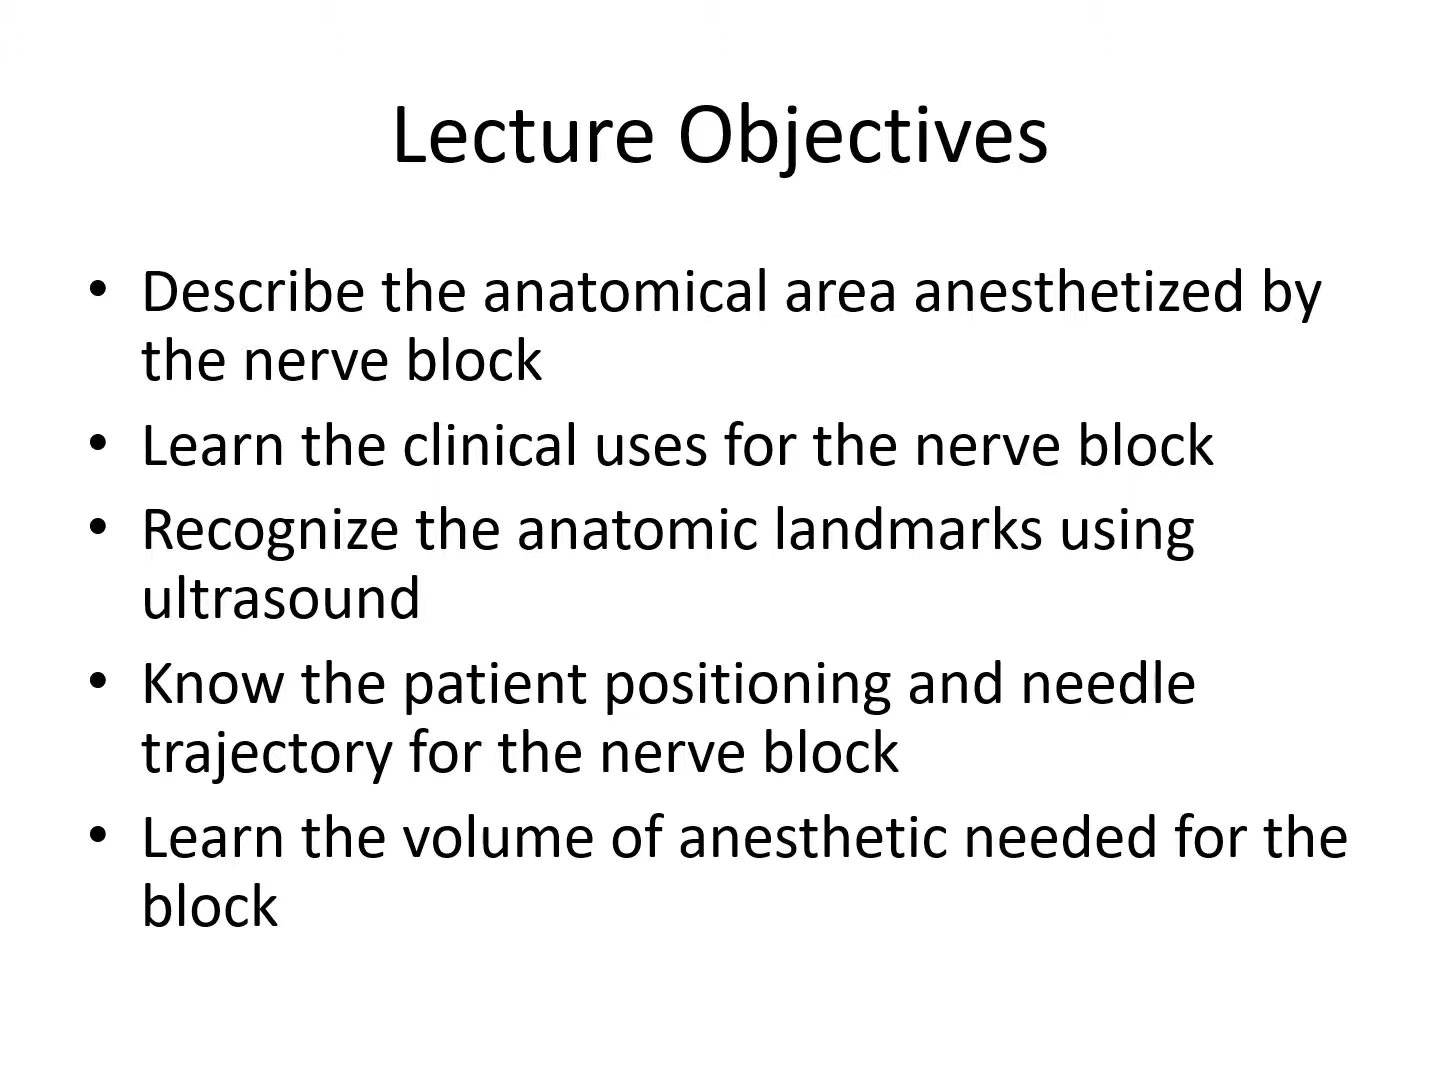 Lecture Objectives
• Describe the anatomical area anesthetized by
the nerve block
• Learn the clinical uses for the nerve block
• Recognize the anatomic landmarks using
ultrasound
• Know the patient positioning and needle
trajectory for the nerve block
• Learn the volume of anesthetic needed for the
block